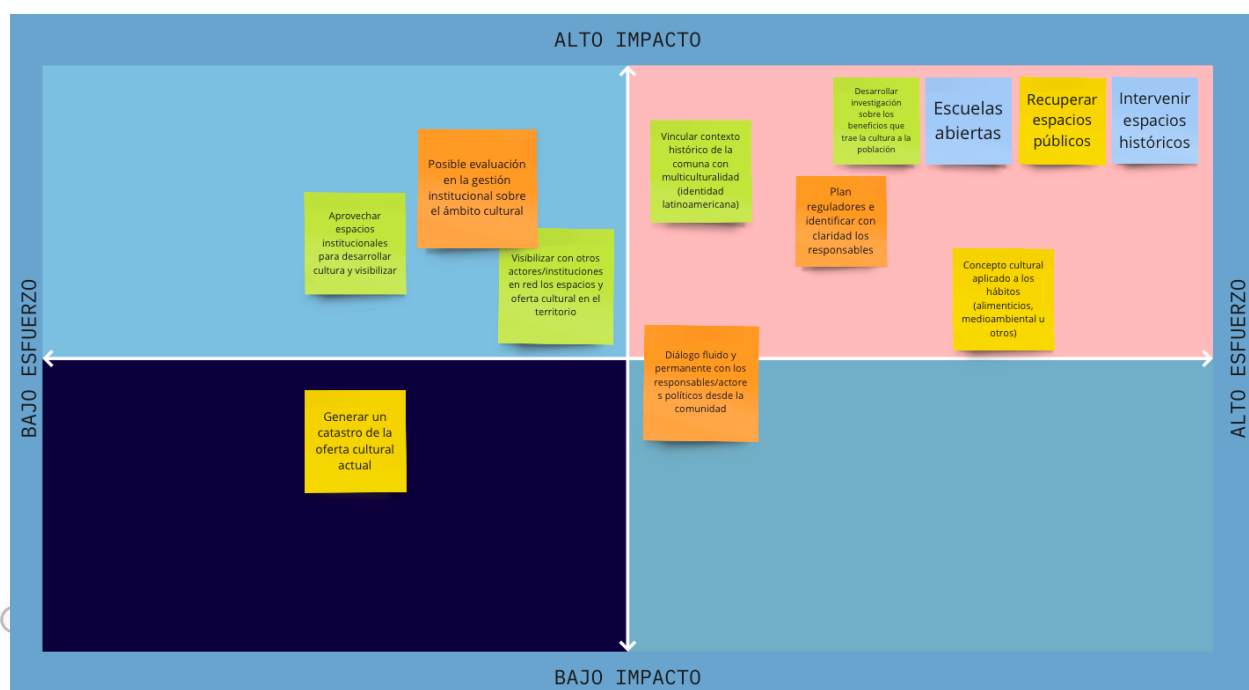 ALTO IMPACTO
Desarrollar
investigación
sobre los
beneficios que
trae la cultura a la
población
Escuelas
abiertas
Recuperar
espacios
públicos
Intervenir
espacios
históricos
Vincular contexto
histórico de la
comuna con
multiculturalidad
(identidad
latinoamericana)
Posible evaluación
en la gestión
institucional sobre
el ámbito cultural
Plan
reguladores e
identificar con
claridad los
responsables
Aprovechar
espacios
institucionales
para desarrollar
cultura y visibilizar
Visibilizar con otros
actores/instituciones
en red los espacios y
oferta cultural en el
territorio
Concepto cultural
aplicado a los
hábitos
(alimenticios,
medioambiental u
otros)
BAJO ESFUERZO
ALTO ESFUERZO
Diálogo fluido y
permanente con los
responsables/actore
s políticos desde la
comunidad
Generar un
catastro de la
oferta cultural
actual
BAJO IMPACTO